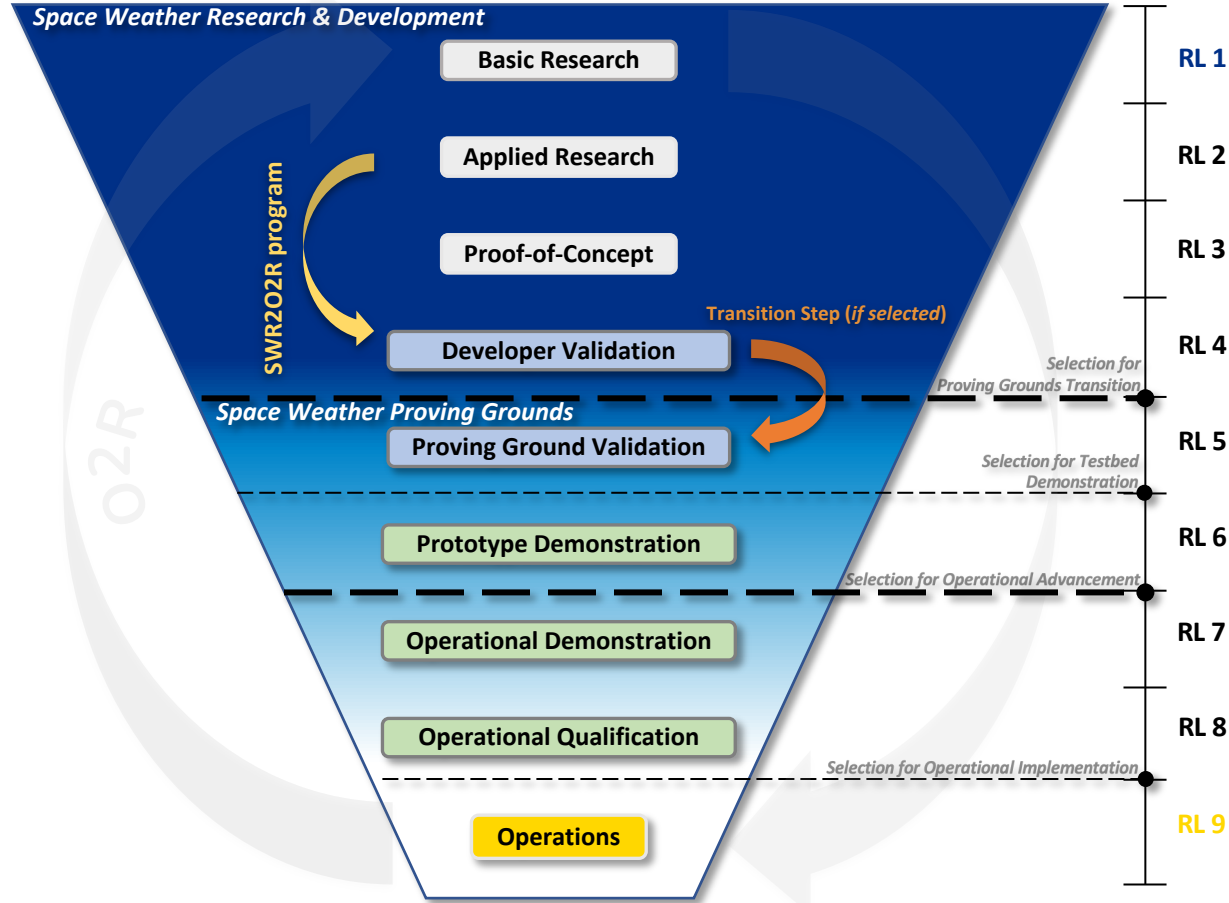 Space Weather Research & Development
Basic Research
RL 1
Applied Research
RL 2
SWR2O2R program
Proof-of-Concept
RL 3
Transition Step (if selected)
Developer Validation
RL 4
Selection for
Proving Grounds Transition
Space Weather Proving Grounds
Proving Ground Validation
RL 5
O2R
Selection for Testbed
Demonstration
Prototype Demonstration
RL 6
Selection for Operational Advancement
Operational Demonstration
RL 7
Operational Qualification
RL 8
Selection for Operational Implementation
Operations
RL 9